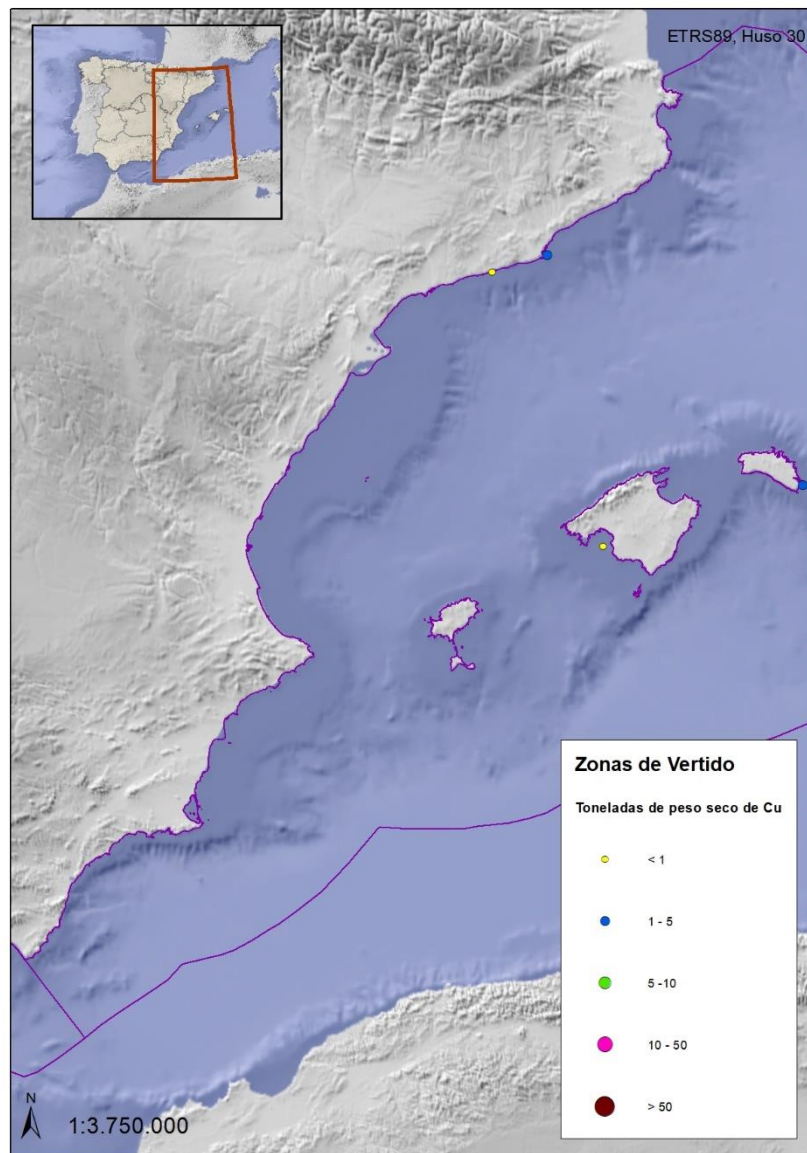 ETRS89, Huso 30
Zonas de Vertido
Toneladas de peso seco de Cu
< 1
1 - 5
5 -10
10 - 50
> 50
N
1:3.750.000